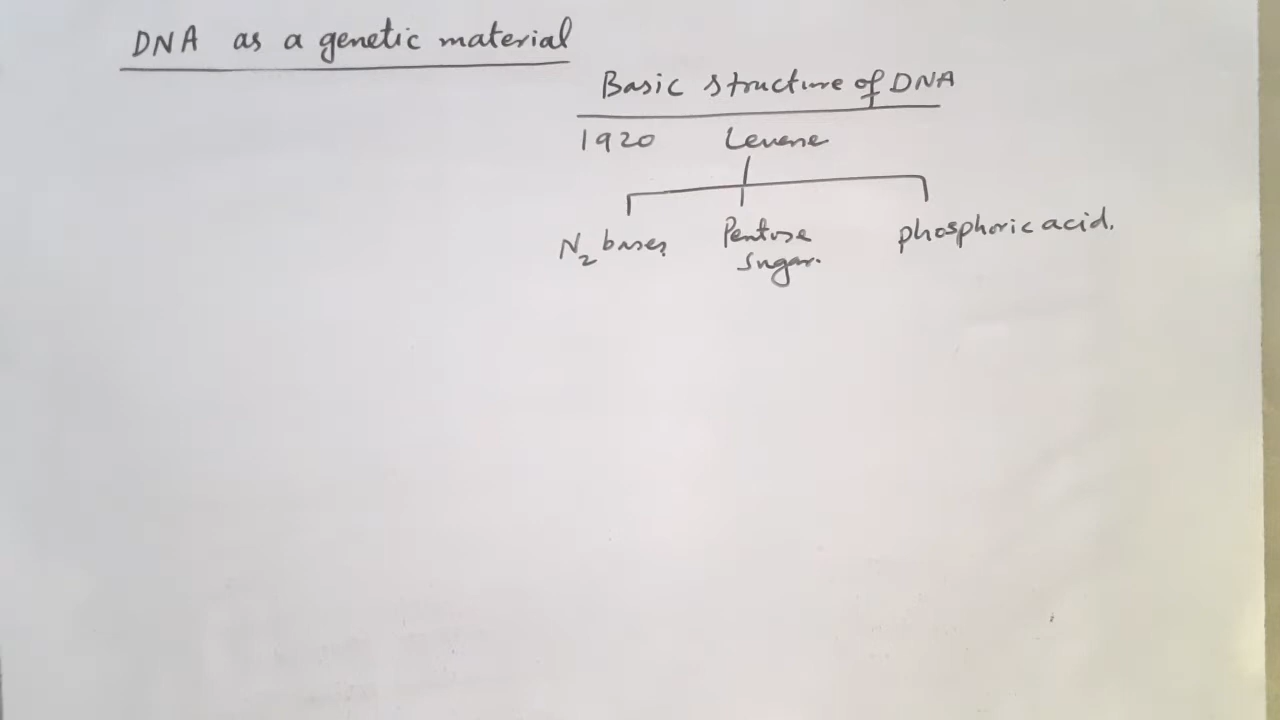 DNA as a genetic material
Basic structure of DNA
1920 Levene
N₂ bases Pentose phosphoric acid.
Sugar.